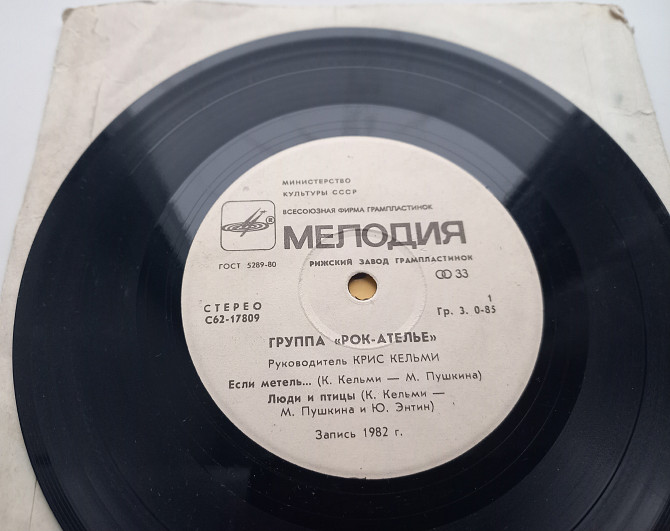 МИНИСТЕРСТВО
КУЛЬТУРЫ СССР
ВСЕСОЮЗНАЯ ФИРМА ГРАМПЛАСТИНОК
МЕЛОДИЯ
ГОСТ 5289-80
РИЖСКИЙ ЗАВОД ГРАМПЛАСТИНОК
33
СТЕРЕО
С62-17809
1
Гр. 3. 0-85
ГРУППА «РОК-АТЕЛЬЕ»
Руководитель КРИС КЕЛЬМИ
Если метель... (К. Кельми — М. Пушкина)
Люди и птицы (К. Кельми —
М. Пушкина и Ю. Энтин)
Запись 1982 г.